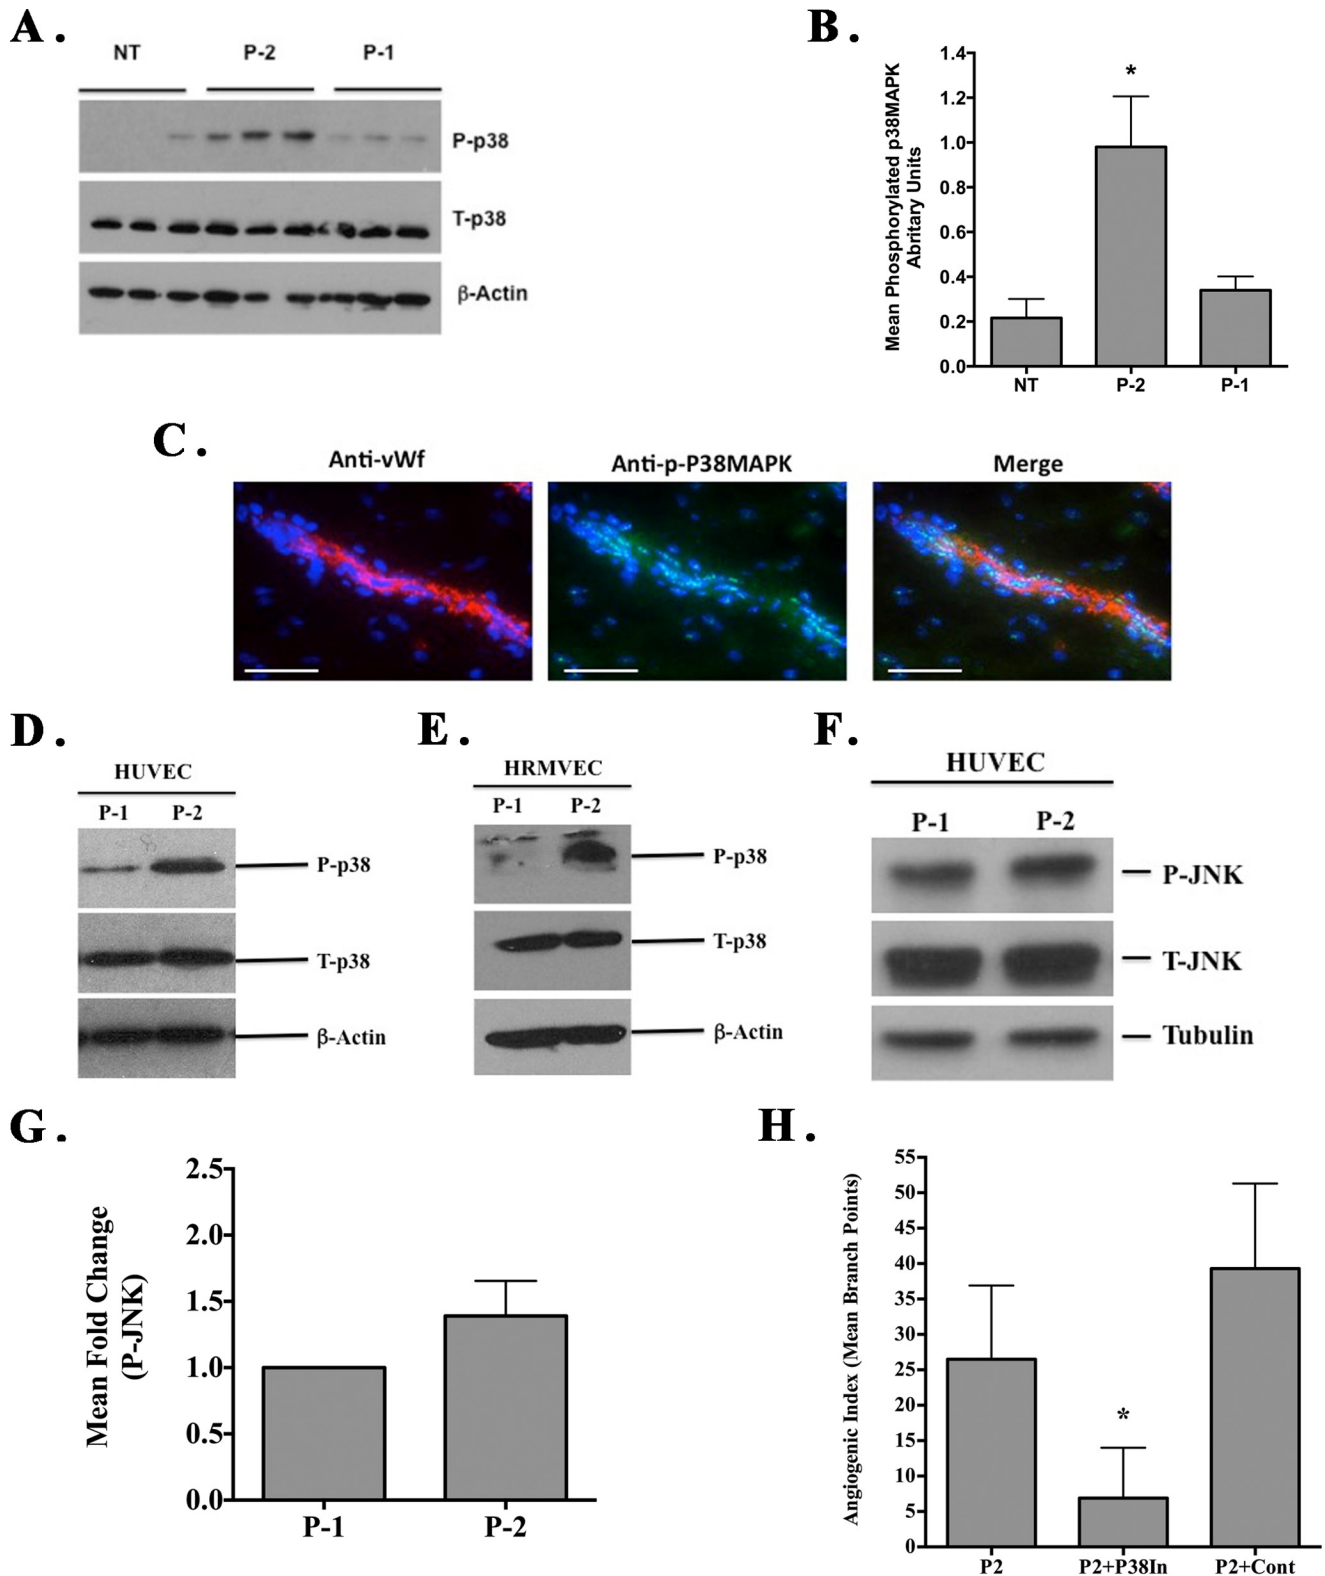 A.
NT P-2 P-1
P-p38
T-p38
β-Actin
B.
Mean Phosphorylated p38MAPK
Abritary Units
1.4
1.2
1.0
0.8
0.6
0.4
0.2
0.0
*
NT P-2 P-1
C.
Anti-vWf Anti-p-P38MAPK Merge
D.
HUVEC
P-1 P-2
P-p38
T-p38
β-Actin
E.
HRMVEC
P-1 P-2
P-p38
T-p38
β-Actin
F.
HUVEC
P-1 P-2
P-JNK
T-JNK
Tubulin
G.
Mean Fold Change
(P-JNK)
2.5
2.0
1.5
1.0
0.5
0.0
P-1 P-2
H.
Angiogenic Index (Mean Branch Points)
55
50
45
40
35
30
25
20
15
10
5
0
*
P2 P2+P38In P2+Cont